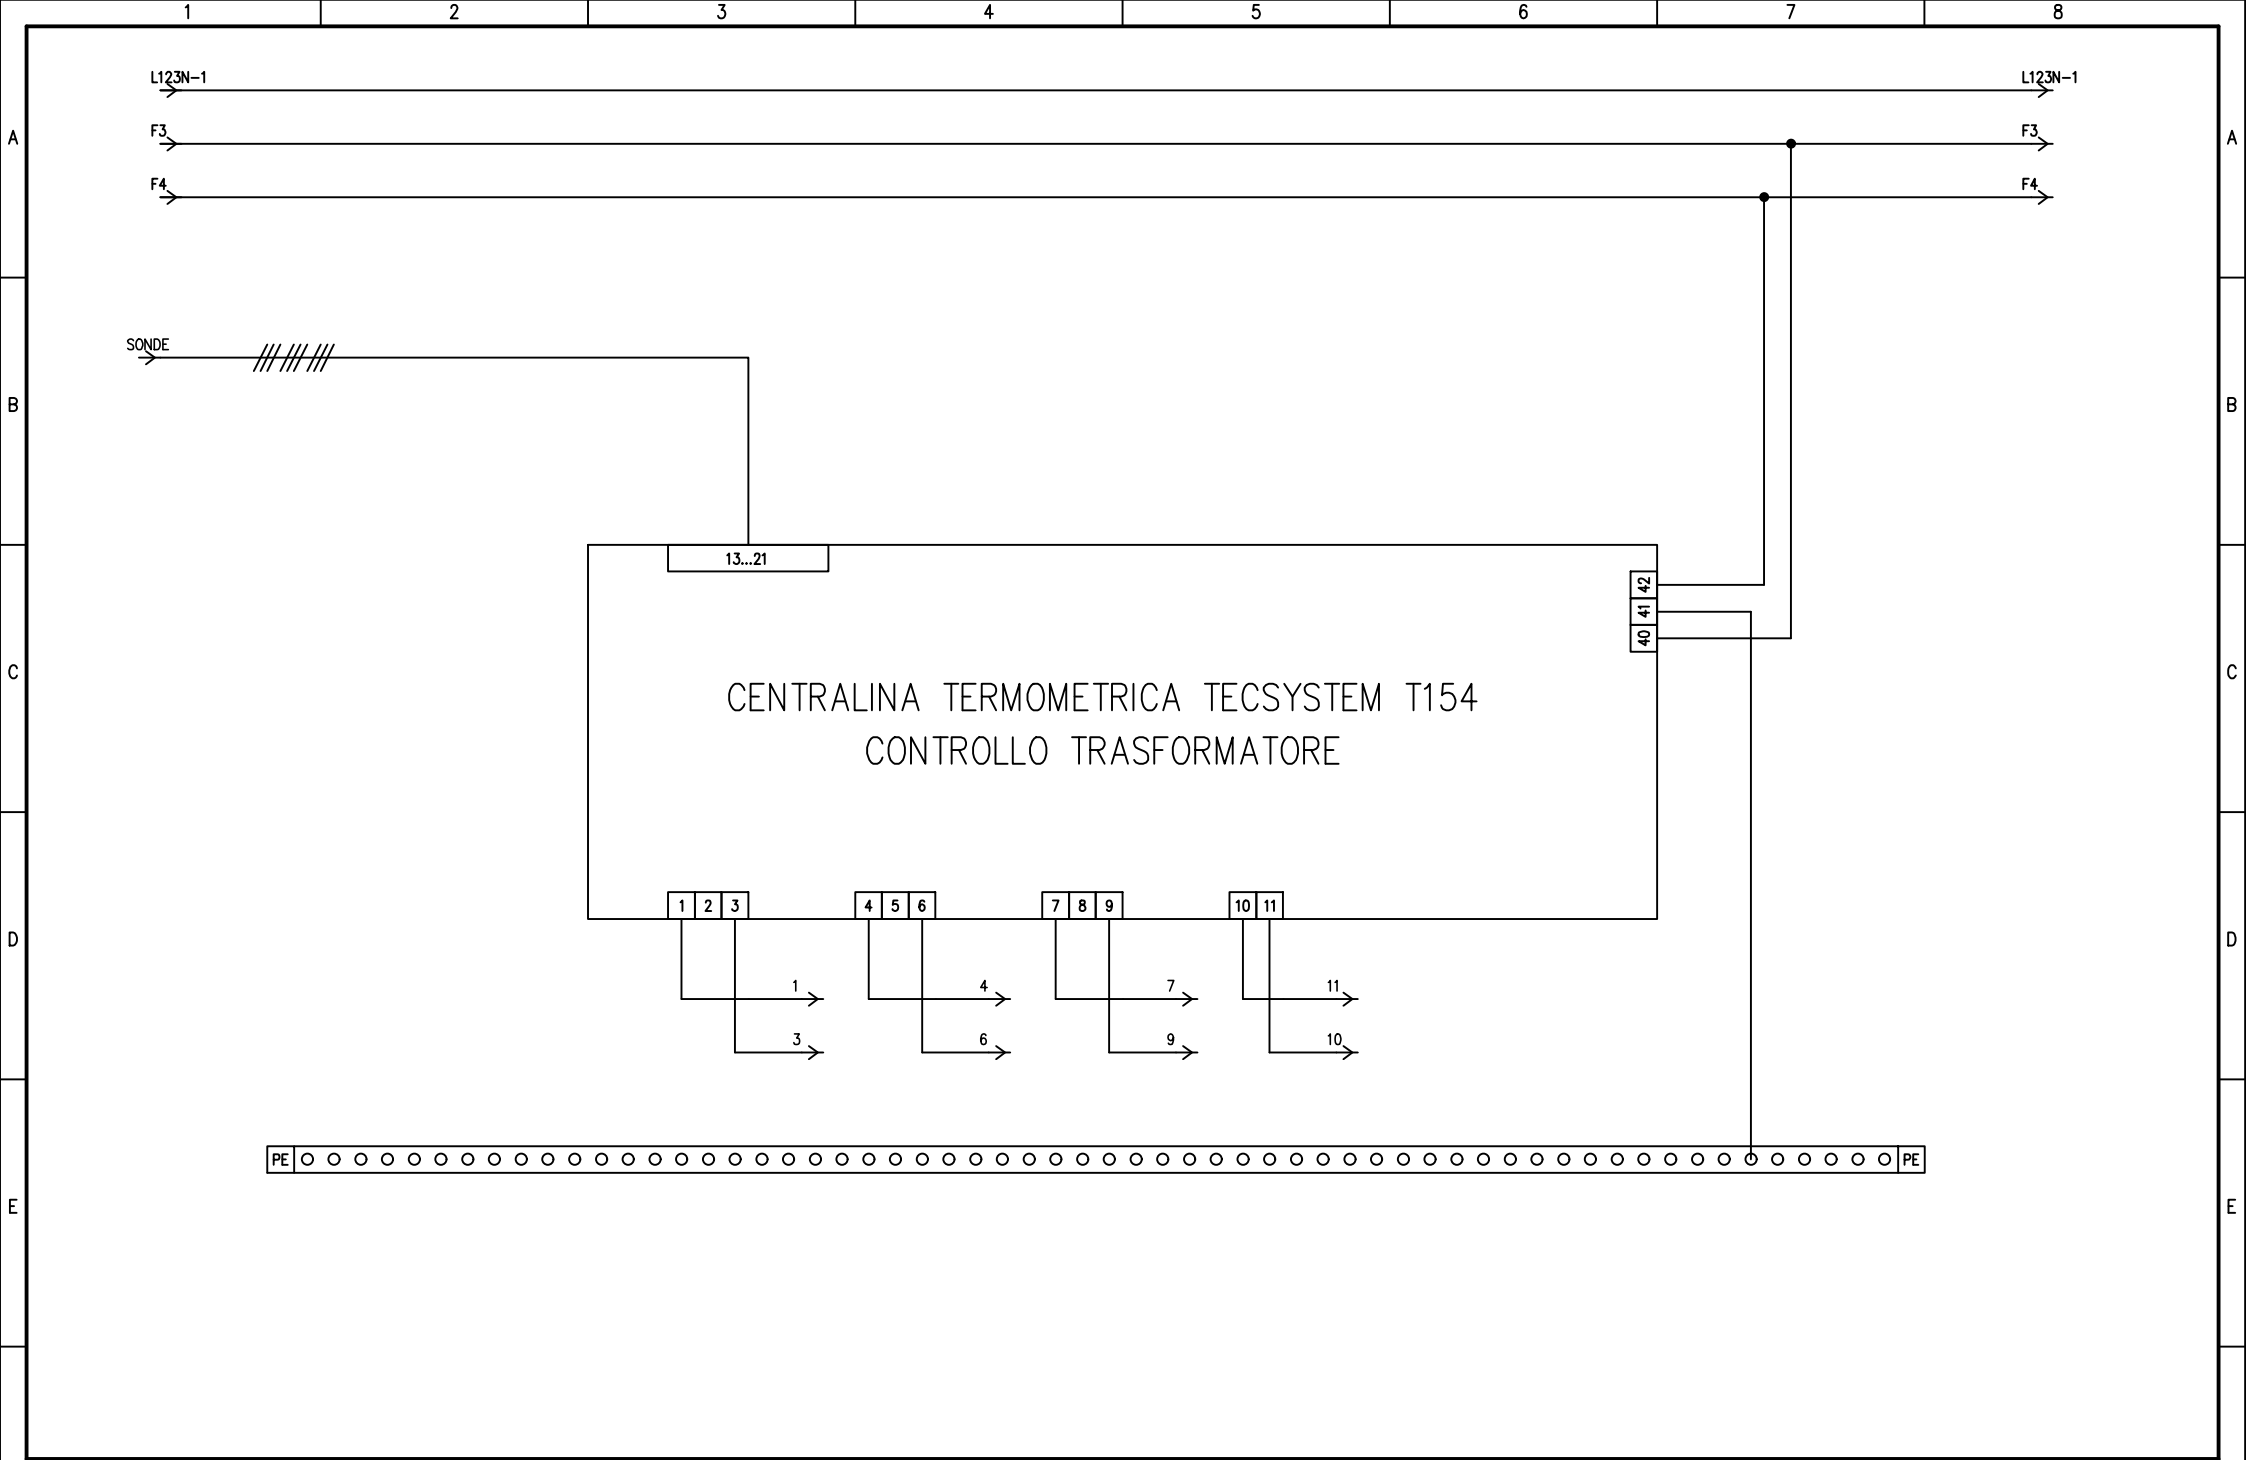 1 2 3 4 5 6 7 8
L123N-1 L123N-1
F3 F3
A A
F4 F4
SONDE
B B
13...21
42
41
40
C C
CENTRALINA TERMOMETRICA TECSYSTEM T154
CONTROLLO TRASFORMATORE
1 2 3 4 5 6 7 8 9 10 11
D D
1 4 7 11
3 6 9 10
PE PE
E E